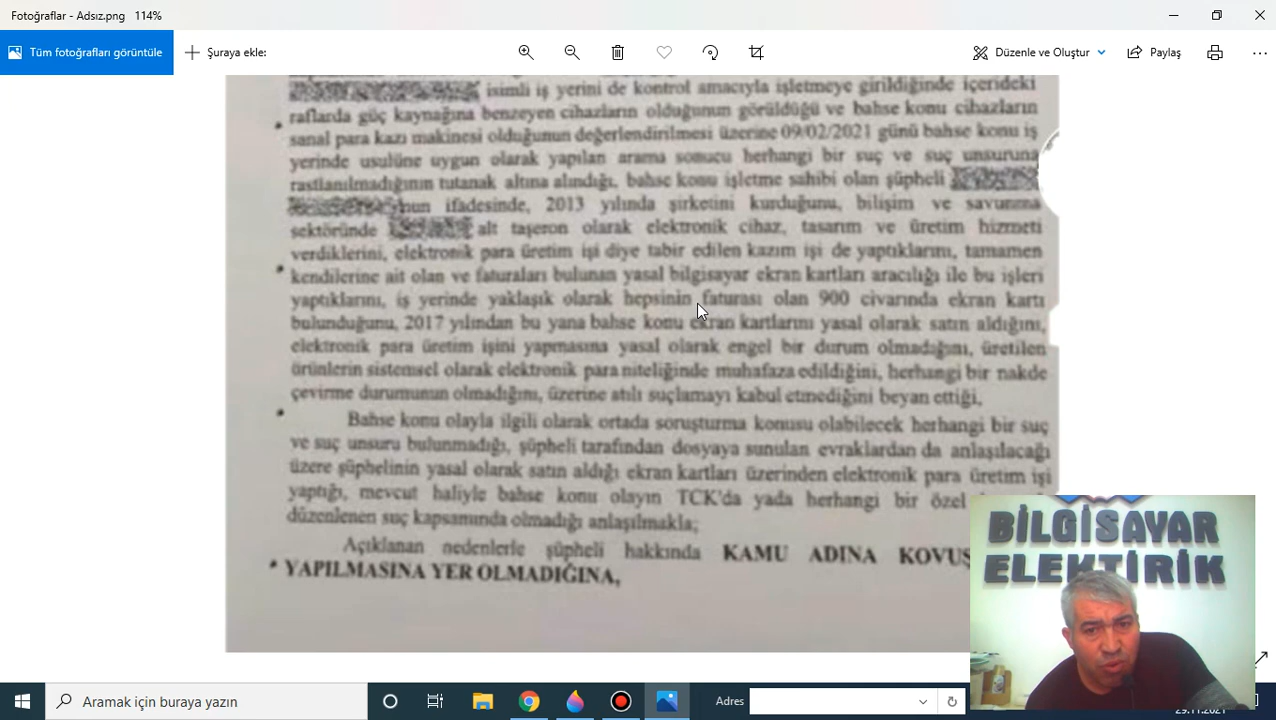 Fotoğraflar - Adsız.png   114%
Tüm fotoğrafları görüntüle
Şuraya ekle:
Düzenle ve Oluştur
Paylaş
isimli iş yerini de kontrol amacıyla işletmeye girildiğinde içerideki
raflarda güç kaynağına benzeyen cihazların olduğunun görüldüğü ve bahse konu cihazların
sanal para kazı makinesi olduğunun değerlendirilmesi üzerine 09/02/2021 günü bahse konu iş
yerinde usulüne uygun olarak yapılan arama sonucu herhangi bir suç ve suç unsuruna
rastlanılmadığının tutanak altına alındığı, bahse konu işletme sahibi olan şüpheli
nun ifadesinde, 2013 yılında şirketini kurduğunu, bilişim ve savunma
sektöründe alt taşeron olarak elektronik cihaz, tasarım ve üretim hizmeti
verdiklerini, elektronik para üretim işi diye tabir edilen kazım işi de yaptıklarını, tamamen
kendilerine ait olan ve faturaları bulunan yasal bilgisayar ekran kartları aracılığı ile bu işleri
yaptıklarını, iş yerinde yaklaşık olarak hepsinin faturası olan 900 civarında ekran kartı
bulunduğunu, 2017 yılından bu yana bahse konu ekran kartlarını yasal olarak satın aldığını,
elektronik para üretim işini yapmasına yasal olarak engel bir durum olmadığını, üretilen
ürünlerin sistemsel olarak elektronik para niteliğinde muhafaza edildiğini, herhangi bir nakde
çevirme durumunun olmadığını, üzerine atılı suçlamayı kabul etmediğini beyan ettiği,
Bahse konu olayla ilgili olarak ortada soruşturma konusu olabilecek herhangi bir suç
ve suç unsuru bulunmadığı, şüpheli tarafından dosyaya sunulan evraklardan da anlaşılacağı
üzere şüphelinin yasal olarak satın aldığı ekran kartları üzerinden elektronik para üretim işi
yaptığı, mevcut haliyle bahse konu olayın TCK'da yada herhangi bir özel
düzenlenen suç kapsamında olmadığı anlaşılmakla;
Açıklanan nedenlerle şüpheli hakkında KAMU ADINA KOVUŞ
YAPILMASINA YER OLMADIĞINA,
BİLGİSAYAR
ELEKTİRİK
Aramak için buraya yazın
Adres
29.11.2021